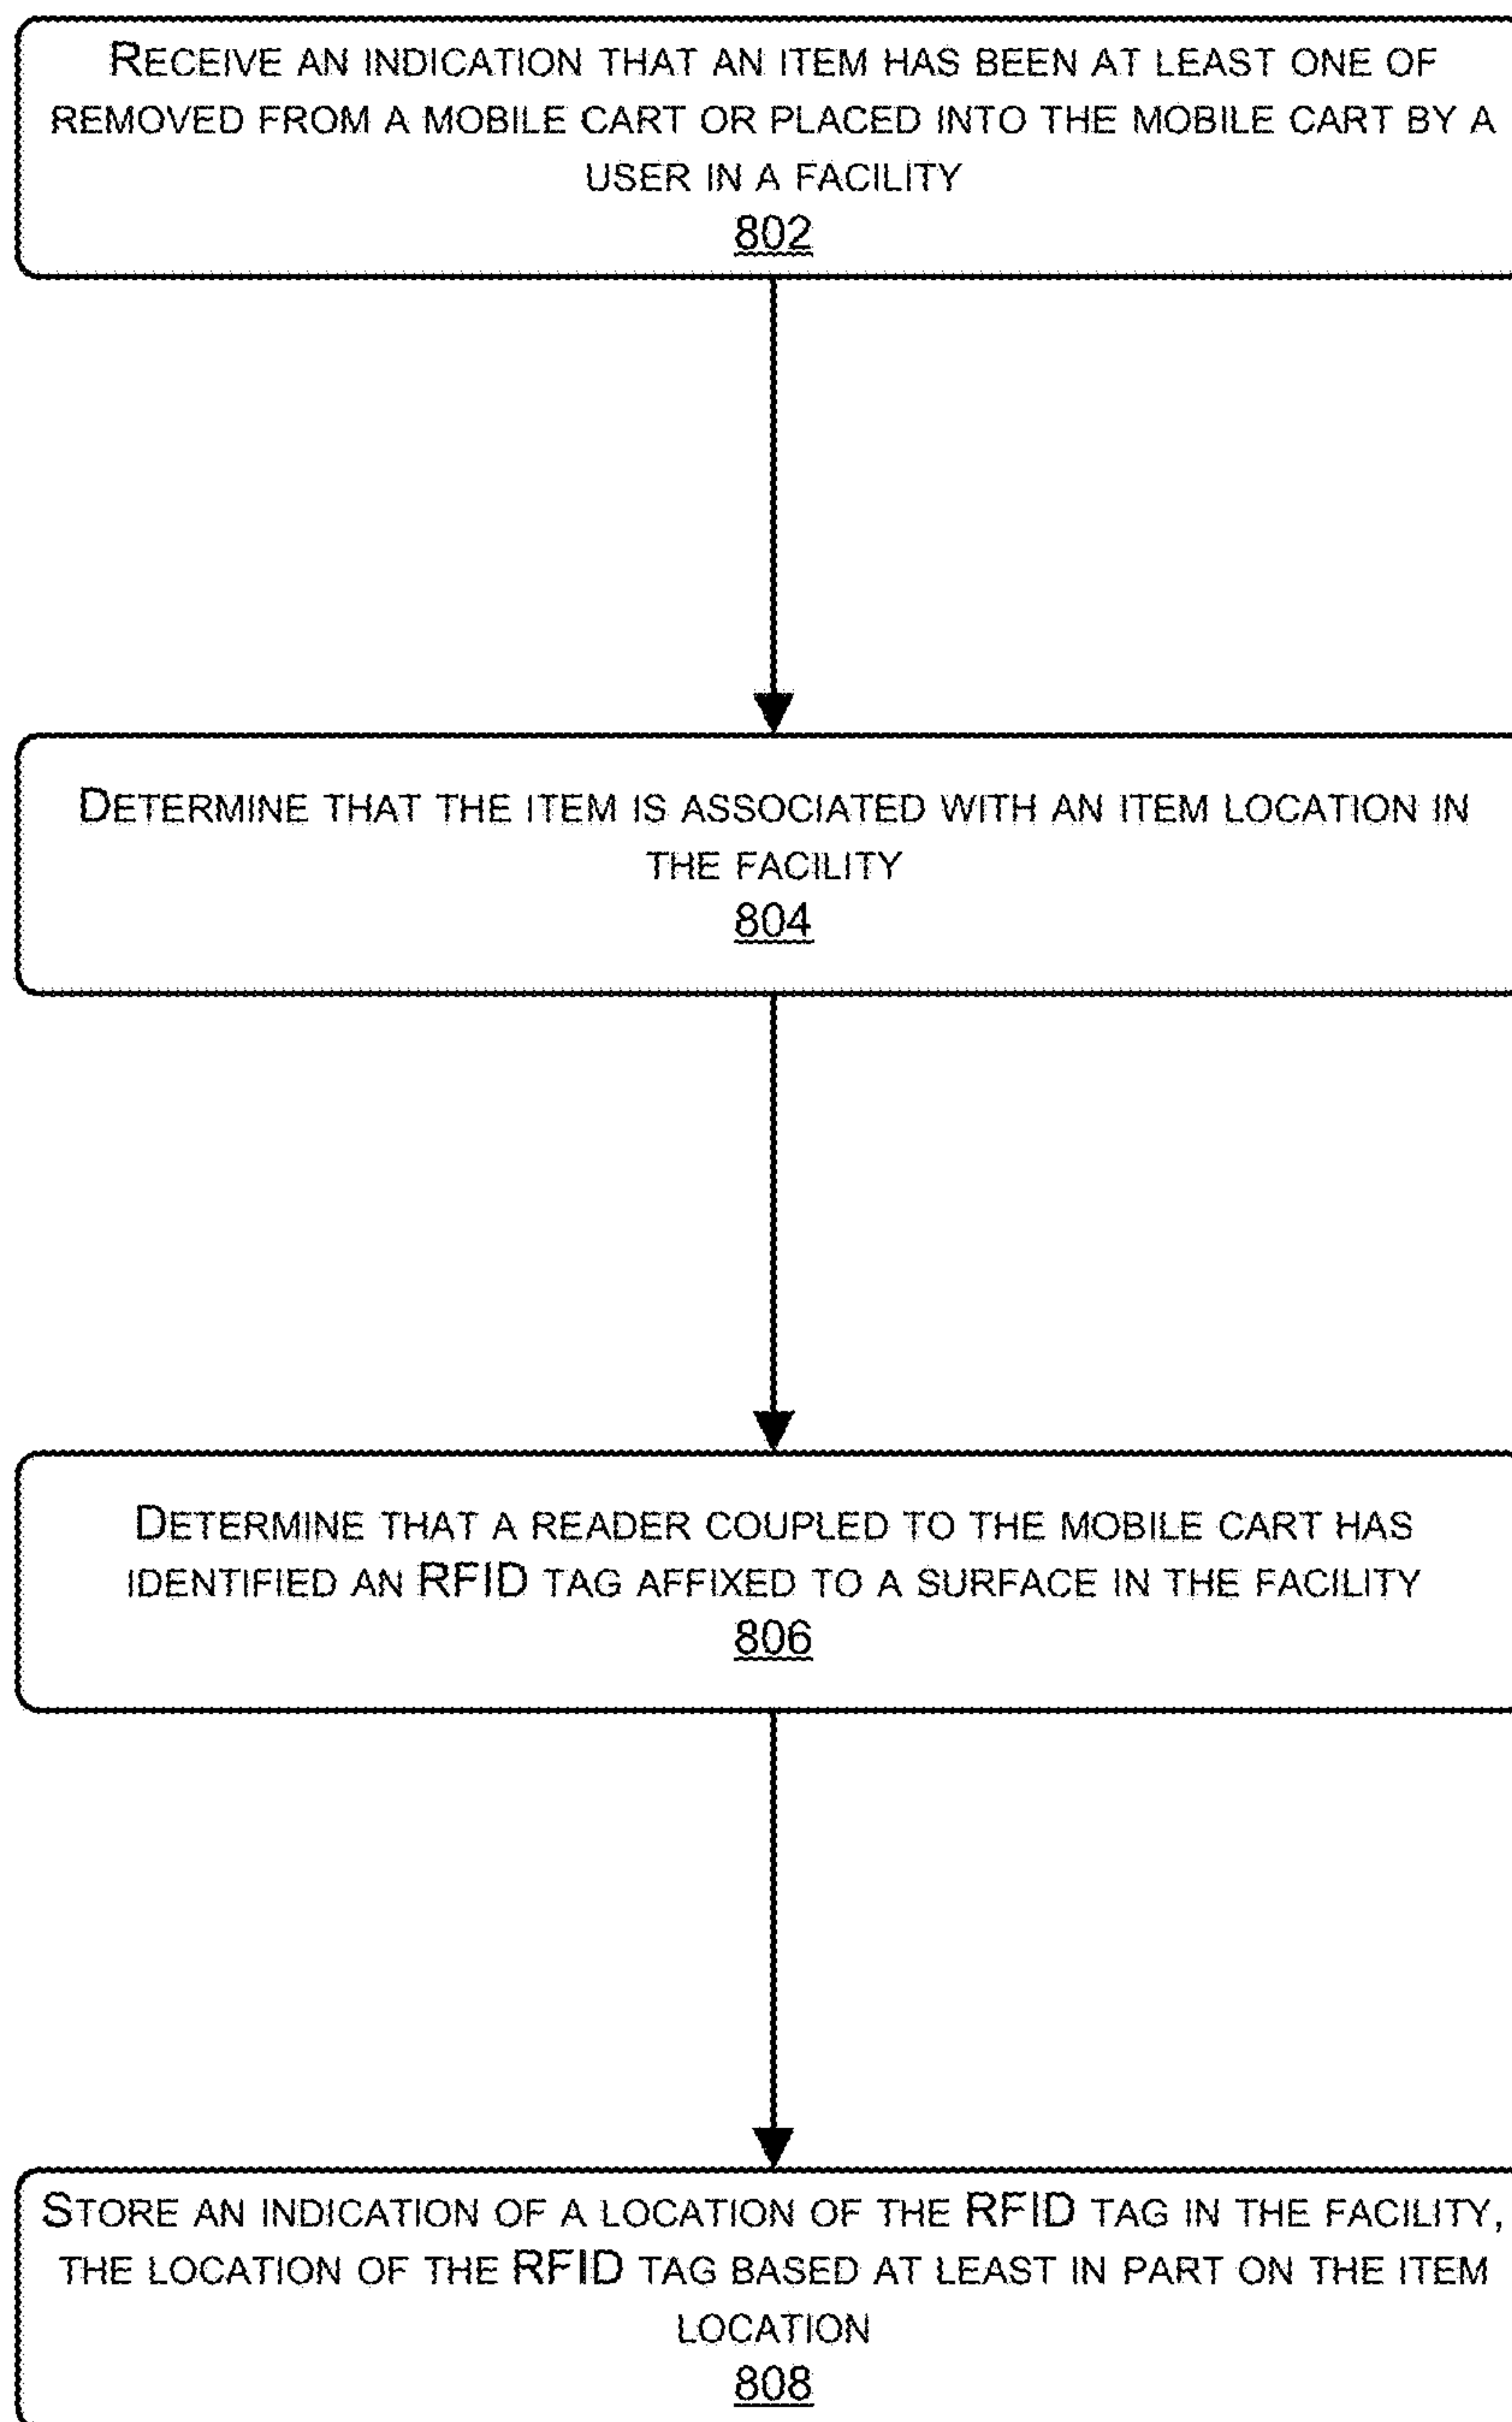 RECEIVE AN INDICATION THAT AN ITEM HAS BEEN AT LEAST ONE OF
REMOVED FROM A MOBILE CART OR PLACED INTO THE MOBILE CART BY A
USER IN A FACILITY
802
DETERMINE THAT THE ITEM IS ASSOCIATED WITH AN ITEM LOCATION IN
THE FACILITY
804
DETERMINE THAT A READER COUPLED TO THE MOBILE CART HAS
IDENTIFIED AN RFID TAG AFFIXED TO A SURFACE IN THE FACILITY
806
STORE AN INDICATION OF A LOCATION OF THE RFID TAG IN THE FACILITY,
THE LOCATION OF THE RFID TAG BASED AT LEAST IN PART ON THE ITEM
LOCATION
808